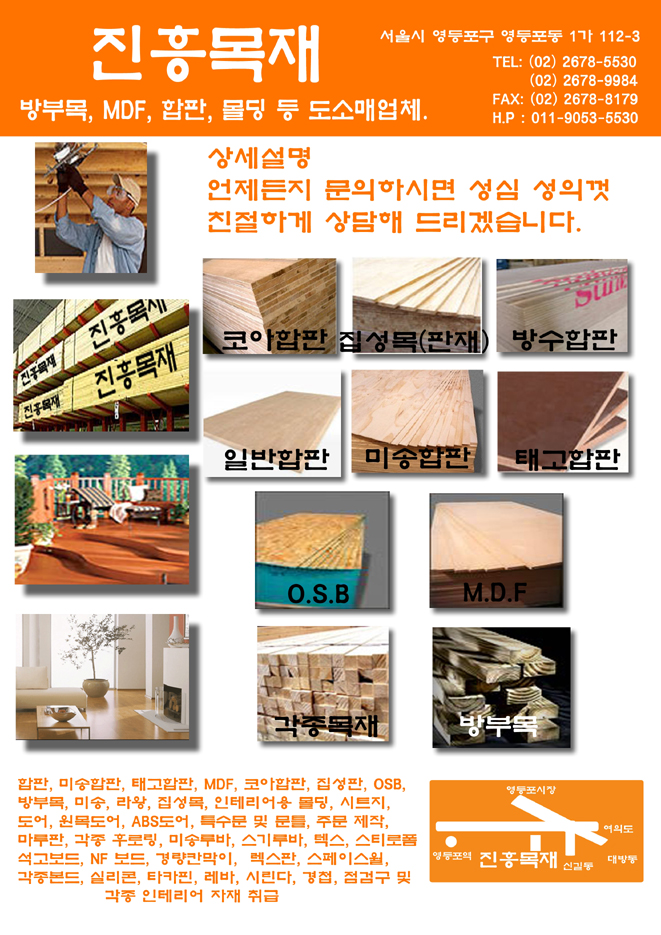 진흥목재
서울시 영등포구 영등포동 1가 112-3
TEL: (02) 2678-5530
(02) 2678-9984
FAX: (02) 2678-8179
H.P : 011-9053-5530
방부목, MDF, 합판, 몰딩 등 도소매업체.
상세설명
언제든지 문의하시면 성심 성의껏
친절하게 상담해 드리겠습니다.
진흥목재
진흥목재
진흥목재
진흥목재
코아합판
집성목(판재)
방수합판
일반합판
미송합판
태고합판
O.S.B
M.D.F
각종목재
방부목
합판, 미송합판, 태고합판, MDF, 코아합판, 집성판, OSB,
방부목, 미송, 라왕, 집성목, 인테리어용 몰딩, 시트지,
도어, 원목도어, ABS도어, 특수문 및 문틀, 주문 제작,
마루판, 각종 후로링, 미송루바, 스기루바, 텍스, 스티로폼
석고보드, NF 보드, 경량칸막이, 렉스판, 스페이스월,
각종본드, 실리콘, 타카핀, 레바, 시린다, 경첩, 점검구 및
각종 인테리어 자재 취급
영등포시장
여의도
영등포역
진흥목재
신길동
대방동